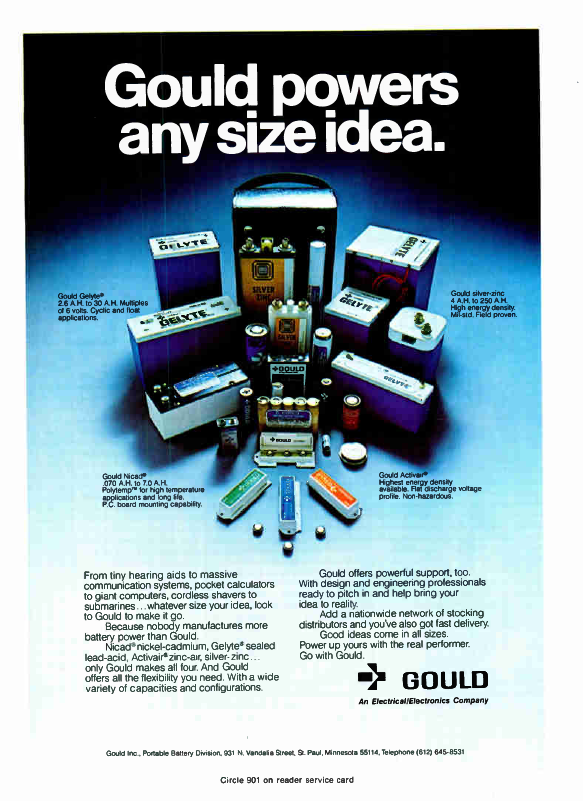 Gould powers
any size idea.
GELYTE
SILVER
ZINC
GELYTE
GELYTE
GELYTE
SILVER
GELYTE
GOULD
GOULD
Gould Gelyte®
2.6 A.H. to 30 A.H. Multiples
of 6 volts. Cyclic and float
applications.
Gould silver-zinc
4 A.H. to 250 A.H.
High energy density.
Mil-std. Field proven.
Gould Nicad®
.070 A.H. to 7.0 A.H.
Polytemp™ for high temperature
applications and long life.
P.C. board mounting capability.
Gould Activair®
Highest energy density
available. Flat discharge voltage
profile. Non-hazardous.
From tiny hearing aids to massive
communication systems, pocket calculators
to giant computers, cordless shavers to
submarines...whatever size your idea, look
to Gould to make it go.
Because nobody manufactures more
battery power than Gould.
Nicad® nickel-cadmium, Gelyte® sealed
lead-acid, Activair® zinc-air, silver-zinc...
only Gould makes all four. And Gould
offers all the flexibility you need. With a wide
variety of capacities and configurations.
Gould offers powerful support, too.
With design and engineering professionals
ready to pitch in and help bring your
idea to reality.
Add a nationwide network of stocking
distributors and you've also got fast delivery.
Good ideas come in all sizes.
Power up yours with the real performer.
Go with Gould.
GOULD
An Electrical/Electronics Company
Gould Inc., Portable Battery Division, 931 N. Vandalia Street, St. Paul, Minnesota 55114, Telephone (612) 645-8531
Circle 901 on reader service card